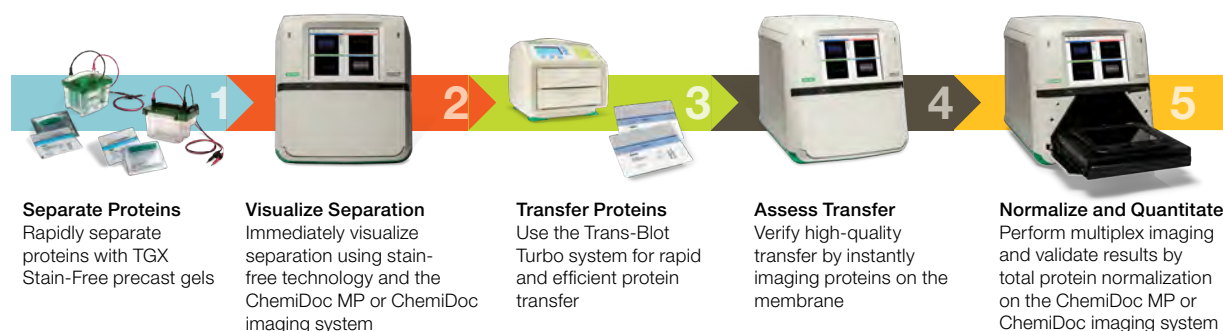 1
2
3
4
5
Separate Proteins
Rapidly separate
proteins with TGX
Stain-Free precast gels
Visualize Separation
Immediately visualize
separation using stain-
free technology and the
ChemiDoc MP or ChemiDoc
imaging system
Transfer Proteins
Use the Trans-Blot
Turbo system for rapid
and efficient protein
transfer
Assess Transfer
Verify high-quality
transfer by instantly
imaging proteins on the
membrane
Normalize and Quantitate
Perform multiplex imaging
and validate results by
total protein normalization
on the ChemiDoc MP or
ChemiDoc imaging system